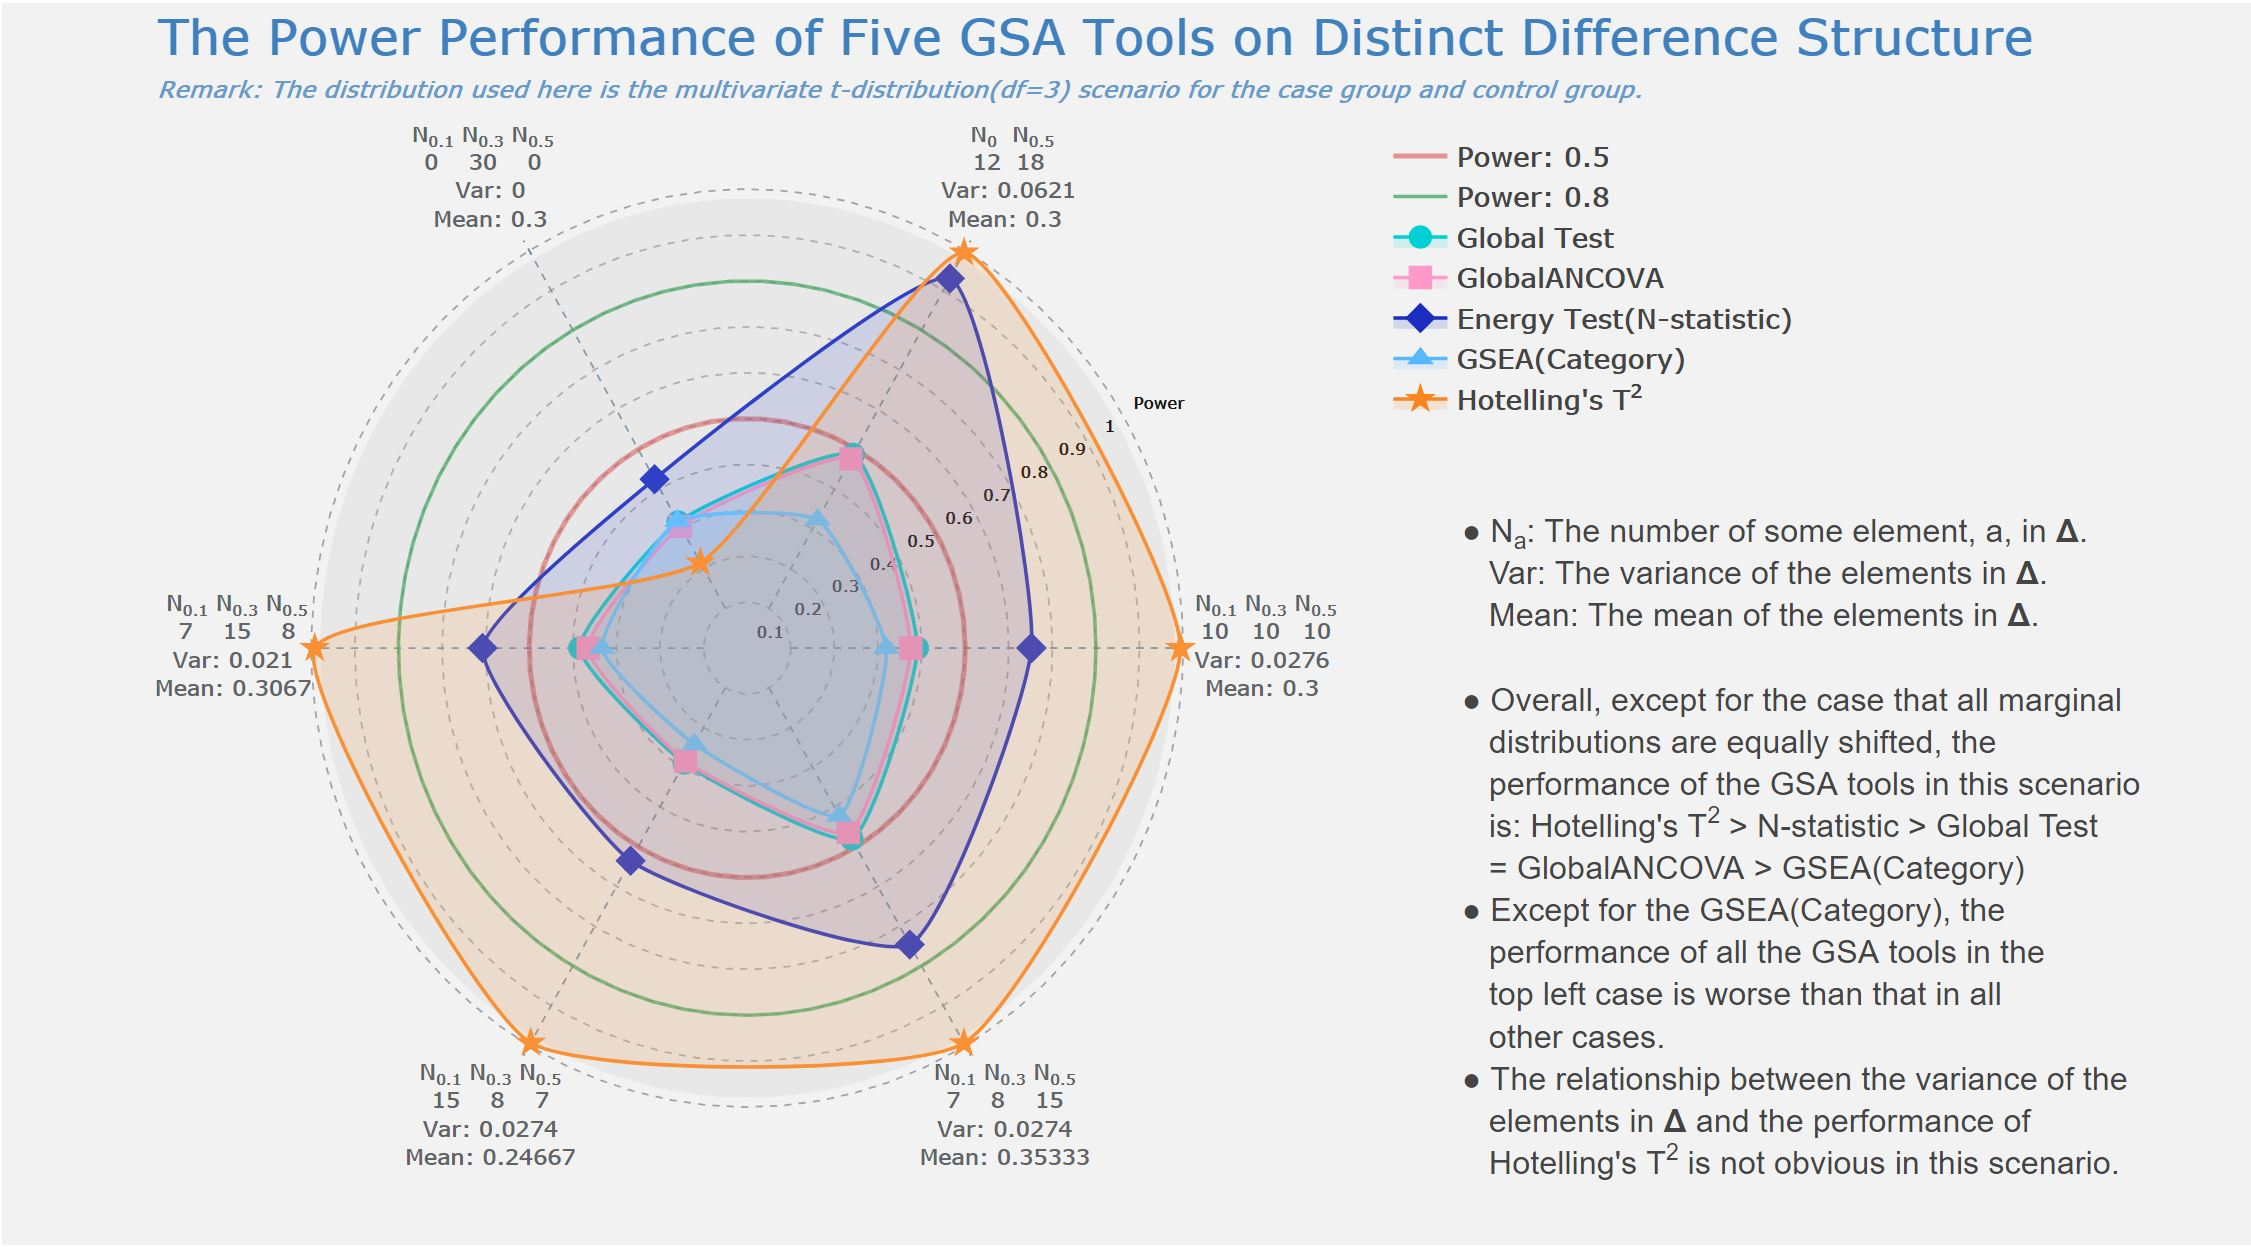 The Power Performance of Five GSA Tools on Distinct Difference Structure
Remark: The distribution used here is the multivariate t-distribution(df=3) scenario for the case group and control group.
N0.1 N0.3 N0.5
0 30 0
Var: 0
Mean: 0.3
N0 N0.5
12 18
Var: 0.0621
Mean: 0.3
Power: 0.5
Power: 0.8
Global Test
GlobalANCOVA
Energy Test(N-statistic)
GSEA(Category)
Hotelling's T²
Power
1
0.9
0.8
0.7
0.6
0.5
0.4
0.3
0.2
0.1
N0.1 N0.3 N0.5
7 15 8
Var: 0.021
Mean: 0.3067
N0.1 N0.3 N0.5
10 10 10
Var: 0.0276
Mean: 0.3
N0.1 N0.3 N0.5
15 8 7
Var: 0.0274
Mean: 0.24667
N0.1 N0.3 N0.5
7 8 15
Var: 0.0274
Mean: 0.35333
● Na: The number of some element, a, in Δ.
Var: The variance of the elements in Δ.
Mean: The mean of the elements in Δ.
● Overall, except for the case that all marginal
distributions are equally shifted, the
performance of the GSA tools in this scenario
is: Hotelling's T² > N-statistic > Global Test
= GlobalANCOVA > GSEA(Category)
● Except for the GSEA(Category), the
performance of all the GSA tools in the
top left case is worse than that in all
other cases.
● The relationship between the variance of the
elements in Δ and the performance of
Hotelling's T² is not obvious in this scenario.